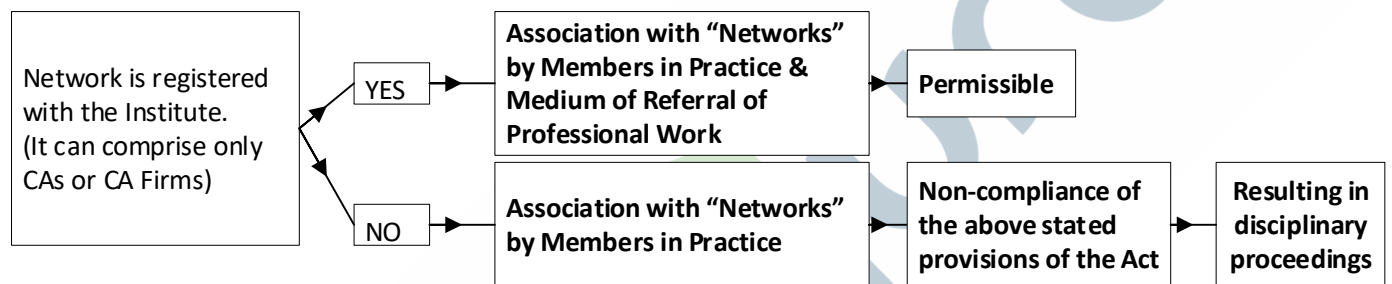 Network is registered
with the Institute.
(It can comprise only
CAs or CA Firms)
YES
Association with “Networks”
by Members in Practice &
Medium of Referral of
Professional Work
Permissible
NO
Association with “Networks”
by Members in Practice
Non-compliance of
the above stated
provisions of the Act
Resulting in
disciplinary
proceedings